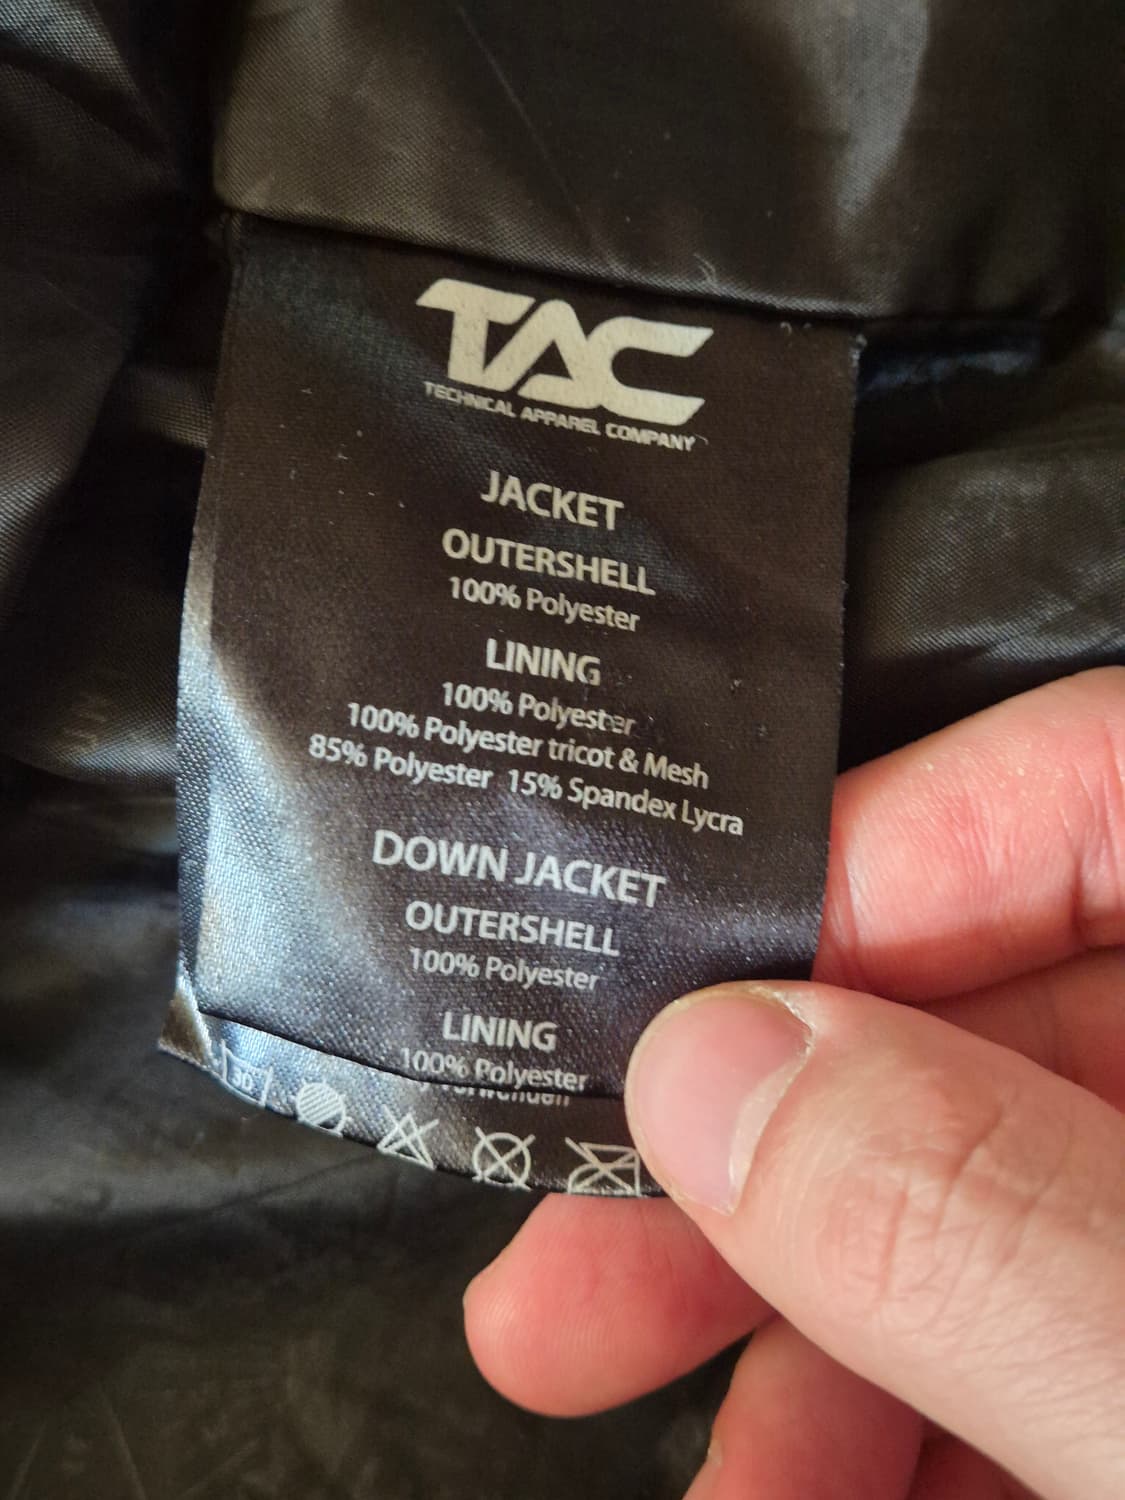 TAC
TECHNICAL APPAREL COMPANY
JACKET
OUTERSHELL
100% Polyester
LINING
100% Polyester
100% Polyester tricot & Mesh
85% Polyester 15% Spandex Lycra
DOWN JACKET
OUTERSHELL
100% Polyester
LINING
100% Polyester
30